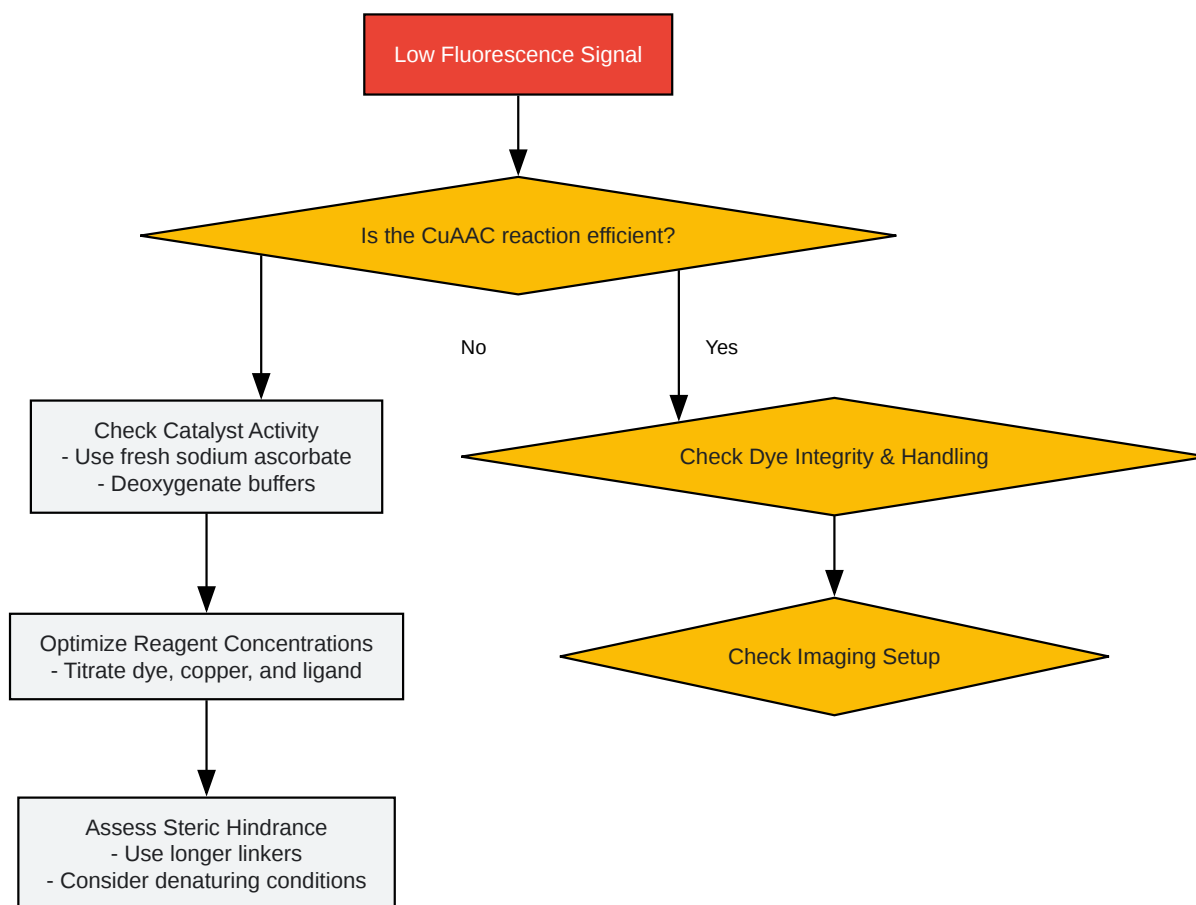 Low Fluorescence Signal
Is the CuAAC reaction efficient?
No
Yes
Check Catalyst Activity
- Use fresh sodium ascorbate
- Deoxygenate buffers
Check Dye Integrity & Handling
Optimize Reagent Concentrations
- Titrate dye, copper, and ligand
Check Imaging Setup
Assess Steric Hindrance
- Use longer linkers
- Consider denaturing conditions